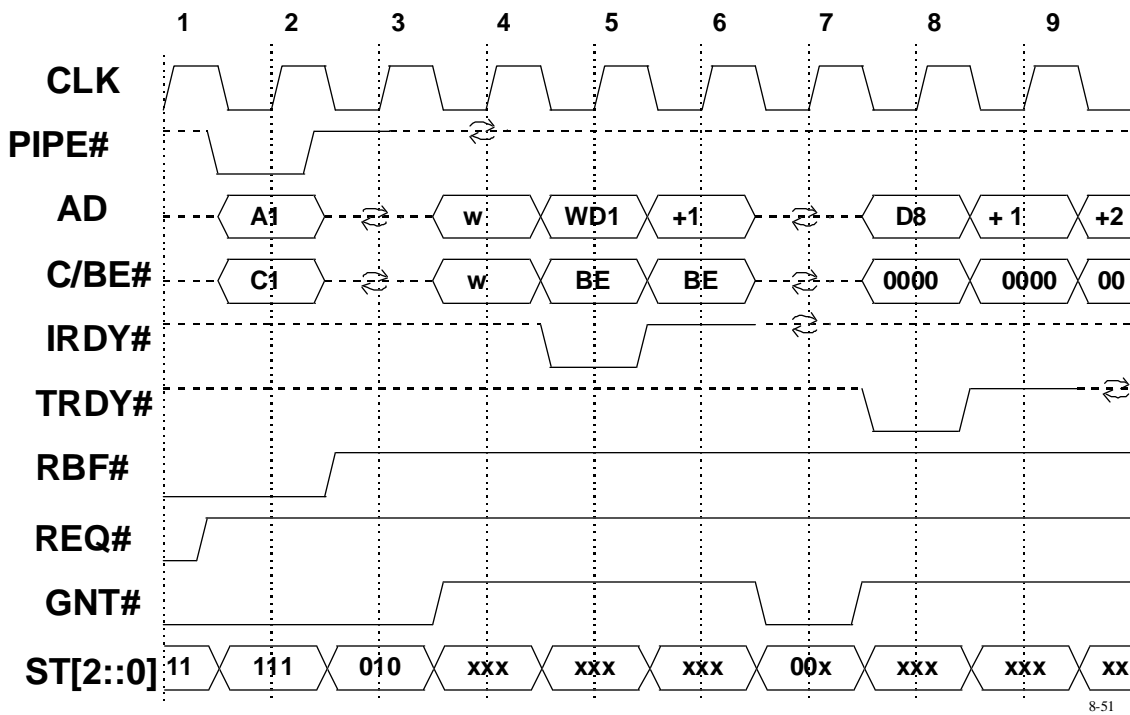 1 2 3 4 5 6 7 8 9
CLK
PIPE#
AD A1 w WD1 +1 D8 + 1 +2
C/BE# C1 w BE BE 0000 0000 00
IRDY#
TRDY#
RBF#
REQ#
GNT#
ST[2::0] 11 111 010 xxx xxx xxx 00x xxx xxx xx
8-51